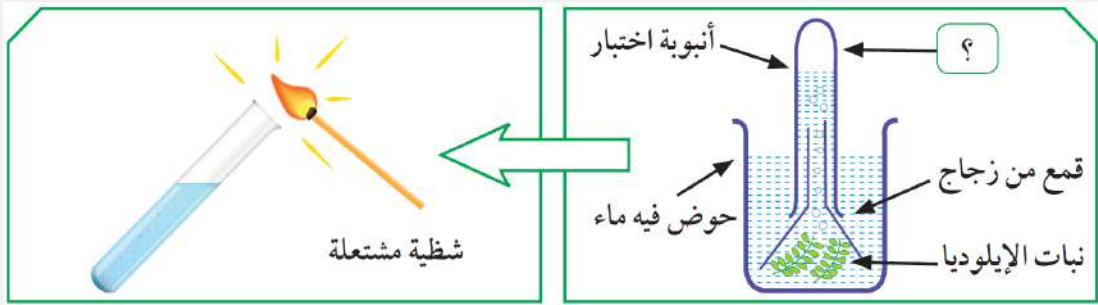 ؟
أنبوبة اختبار
قمع من زجاج
حوض فيه ماء
نبات الإيلوديا
شظية مشتعلة